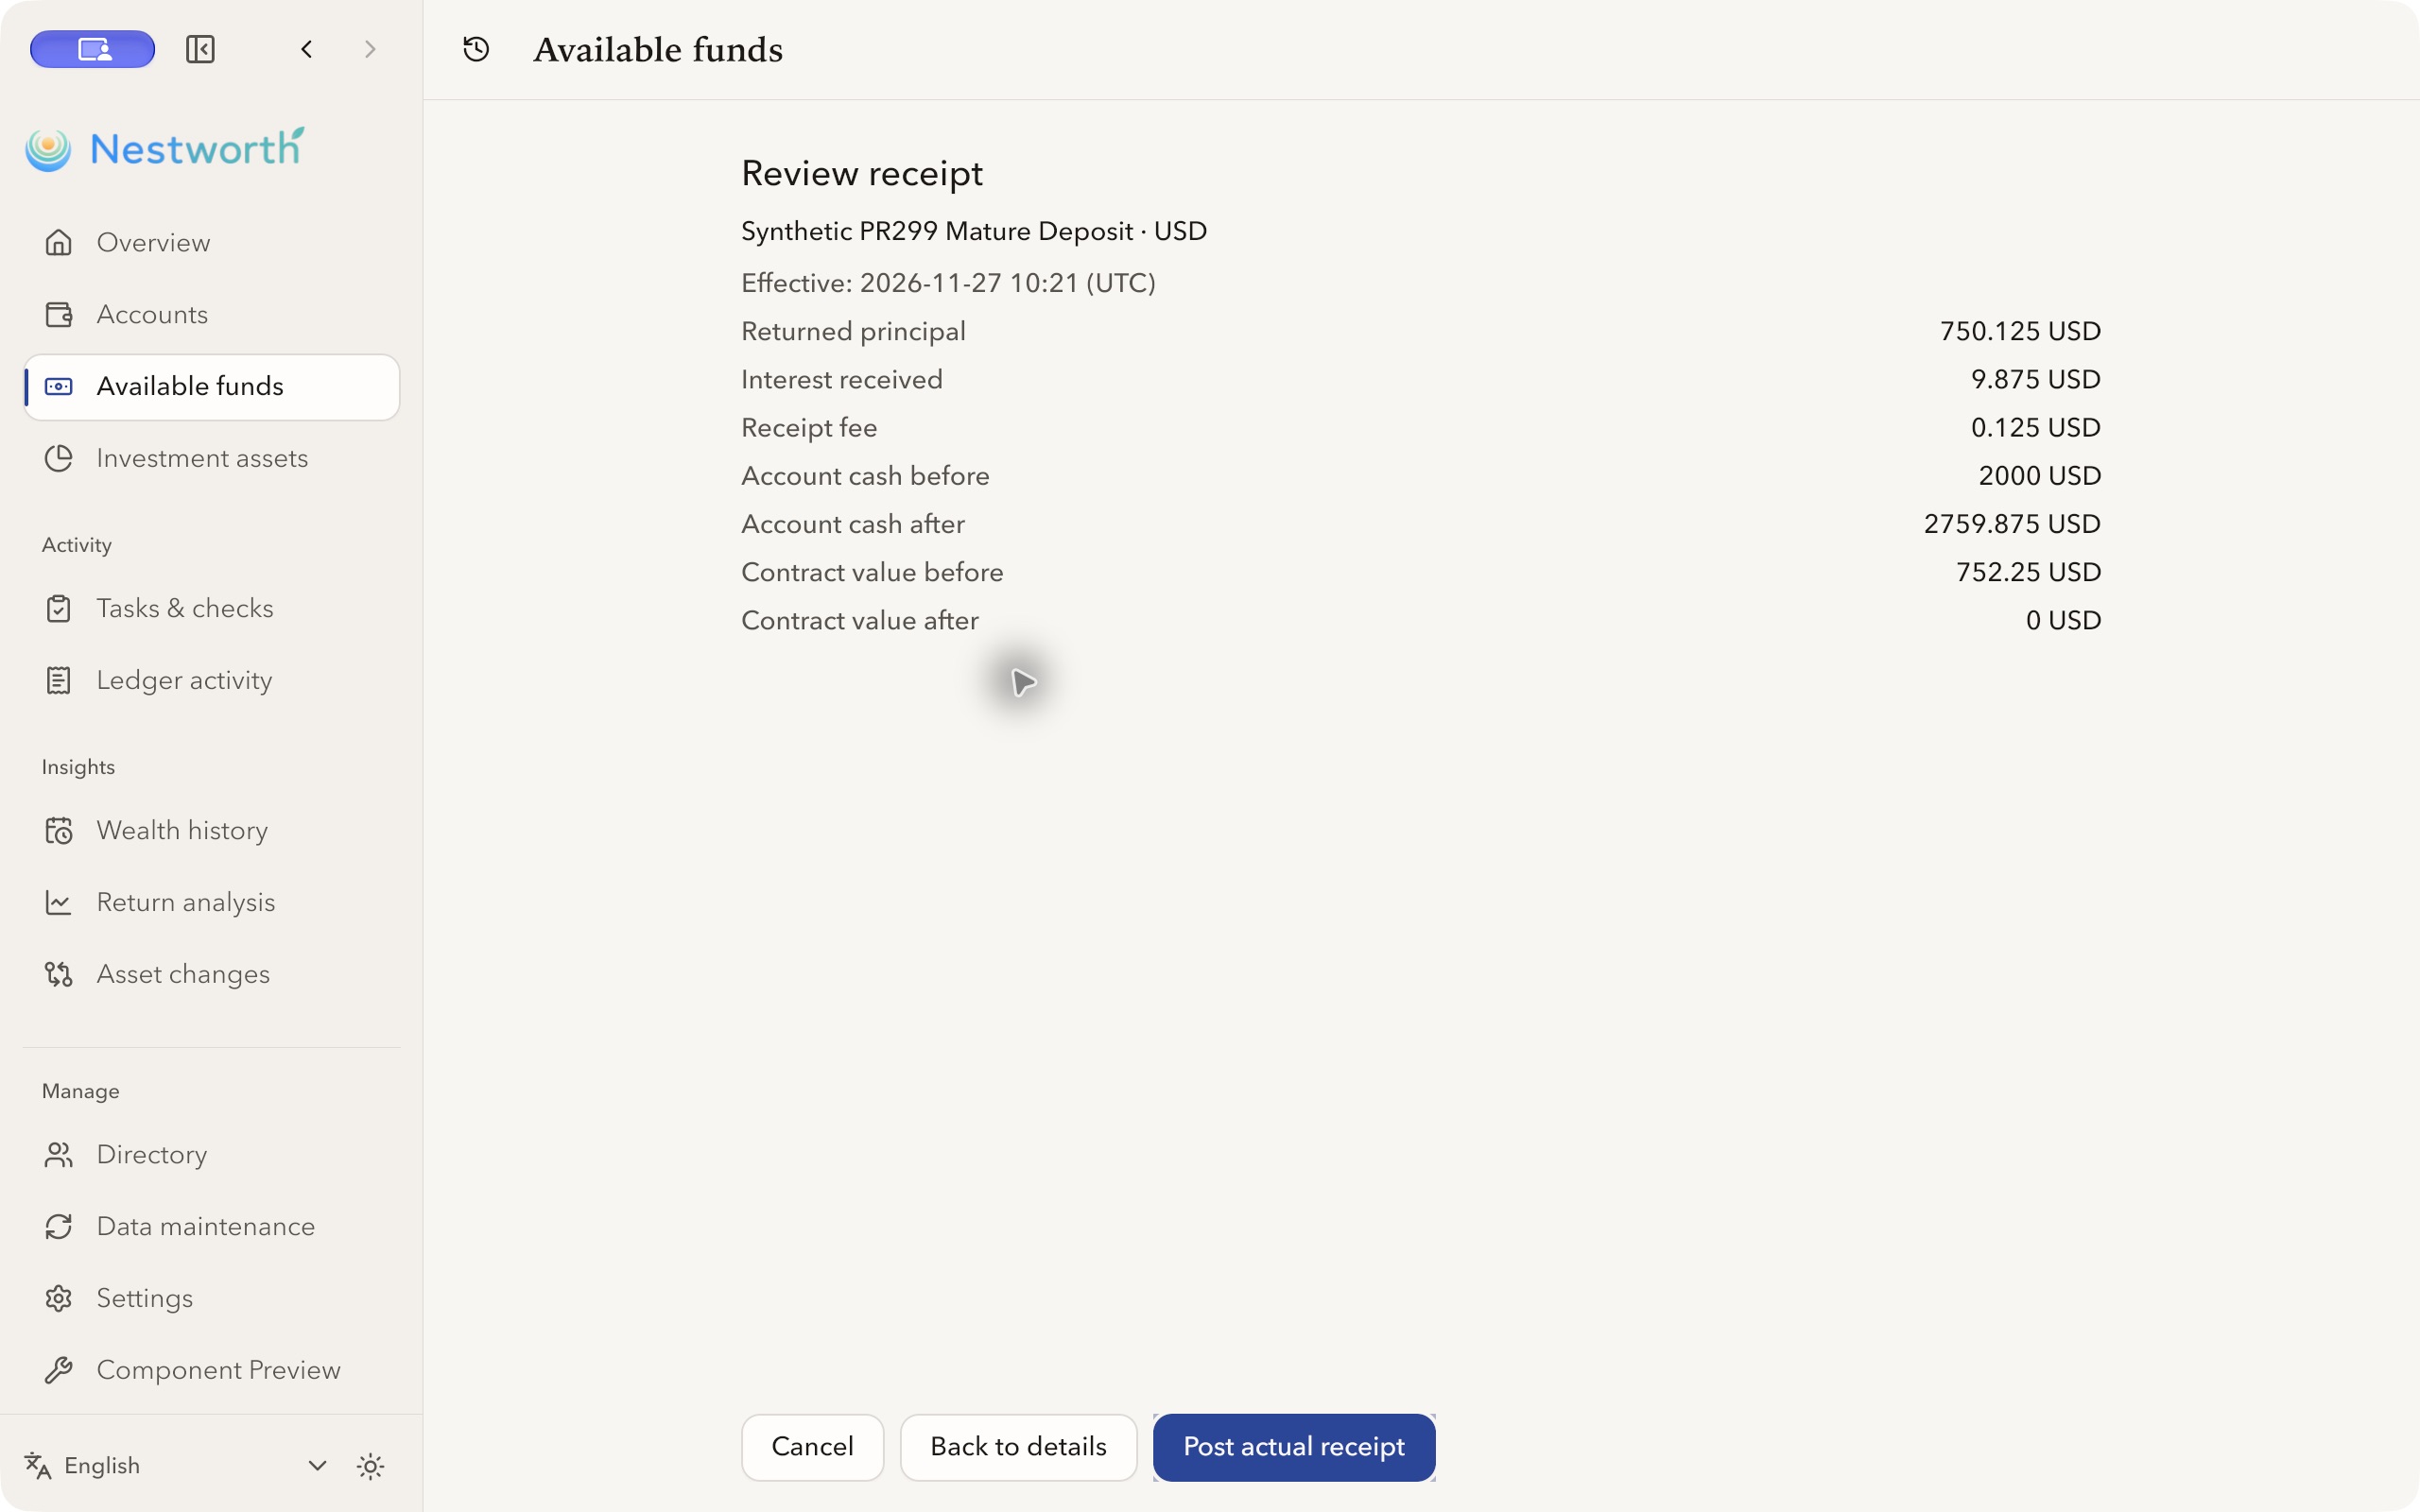 Available funds
Nestworth
Overview
Accounts
Available funds
Investment assets
Activity
Tasks & checks
Ledger activity
Insights
Wealth history
Return analysis
Asset changes
Manage
Directory
Data maintenance
Settings
Component Preview
English
Review receipt
Synthetic PR299 Mature Deposit · USD
Effective: 2026-11-27 10:21 (UTC)
Returned principal 750.125 USD
Interest received 9.875 USD
Receipt fee 0.125 USD
Account cash before 2000 USD
Account cash after 2759.875 USD
Contract value before 752.25 USD
Contract value after 0 USD
Cancel Back to details Post actual receipt